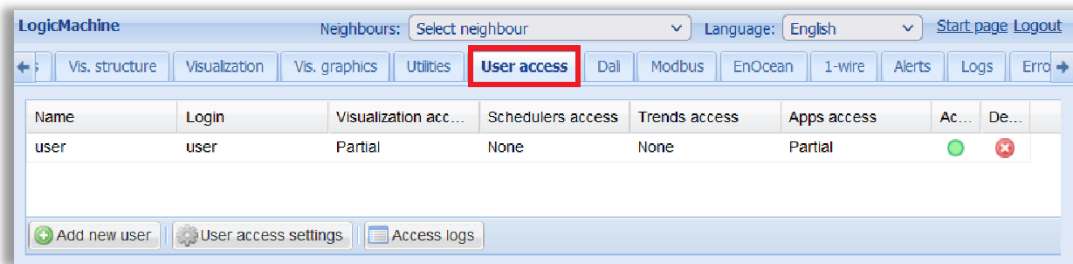 LogicMachine Neighbours: Select neighbour Language: English Start page Logout
s Vis. structure Visualization Vis. graphics Utilities User access Dali Modbus EnOcean 1-wire Alerts Logs Erro
Name Login Visualization acc... Schedulers access Trends access Apps access Ac... De...
user user Partial None None Partial
Add new user User access settings Access logs